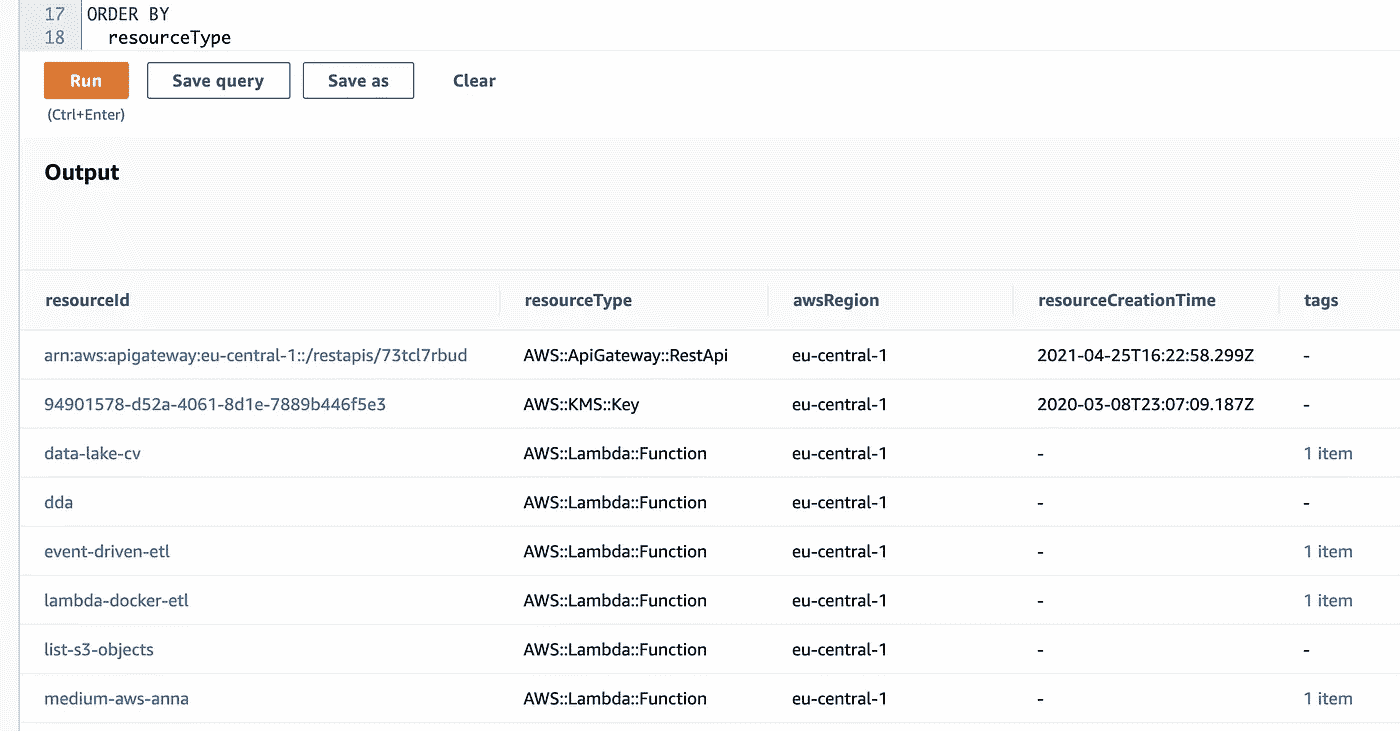 17 ORDER BY
18 resourceType
Run Save query Save as Clear
(Ctrl+Enter)
Output
resourceId resourceType awsRegion resourceCreationTime tags
arn:aws:apigateway:eu-central-1::/restapis/73tcl7rbud AWS::ApiGateway::RestApi eu-central-1 2021-04-25T16:22:58.299Z -
94901578-d52a-4061-8d1e-7889b446f5e3 AWS::KMS::Key eu-central-1 2020-03-08T23:07:09.187Z -
data-lake-cv AWS::Lambda::Function eu-central-1 - 1 item
dda AWS::Lambda::Function eu-central-1 - -
event-driven-etl AWS::Lambda::Function eu-central-1 - 1 item
lambda-docker-etl AWS::Lambda::Function eu-central-1 - 1 item
list-s3-objects AWS::Lambda::Function eu-central-1 - -
medium-aws-anna AWS::Lambda::Function eu-central-1 - 1 item